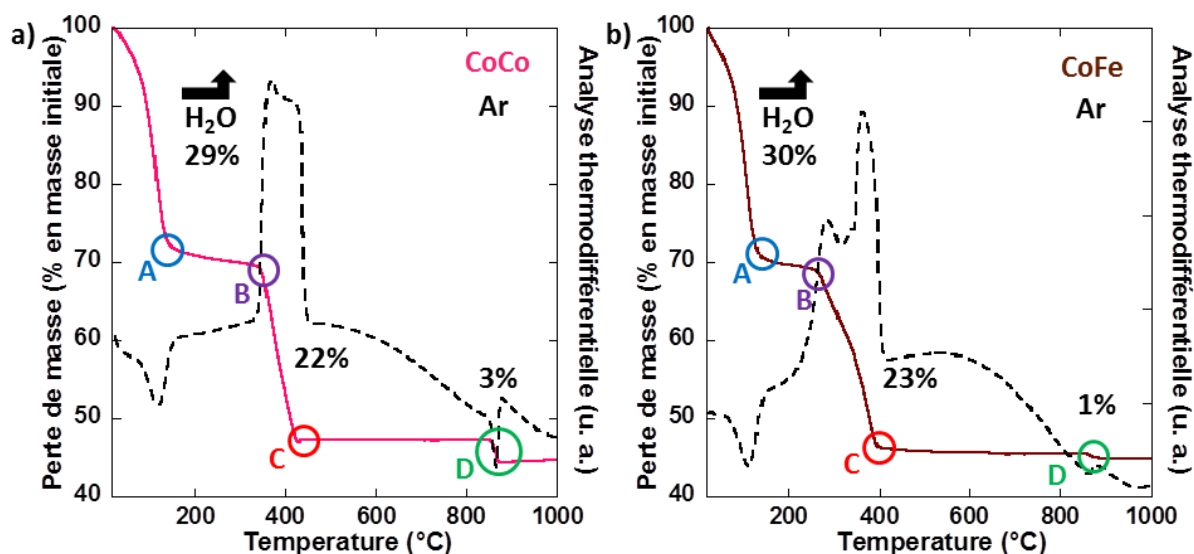 a)
Perte de masse (% en masse initiale)
100
90
80
70
60
50
40
H2O
29%
CoCo
Ar
A
B
22%
C
3%
D
200
400
600
800
1000
Temperature (°C)
Analyse thermodifférentielle (u. a.)
b)
Perte de masse (% en masse initiale)
100
90
80
70
60
50
40
H2O
30%
CoFe
Ar
A
B
23%
C
1%
D
200
400
600
800
1000
Temperature (°C)
Analyse thermodifférentielle (u. a.)